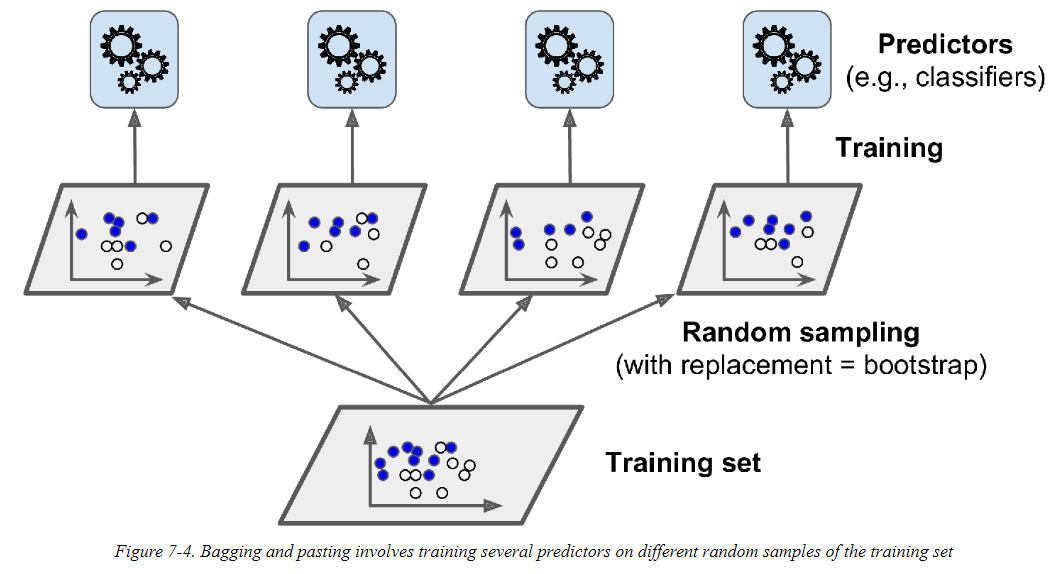 Predictors
(e.g., classifiers)
Training
Random sampling
(with replacement = bootstrap)
Training set
Figure 7-4. Bagging and pasting involves training several predictors on different random samples of the training set